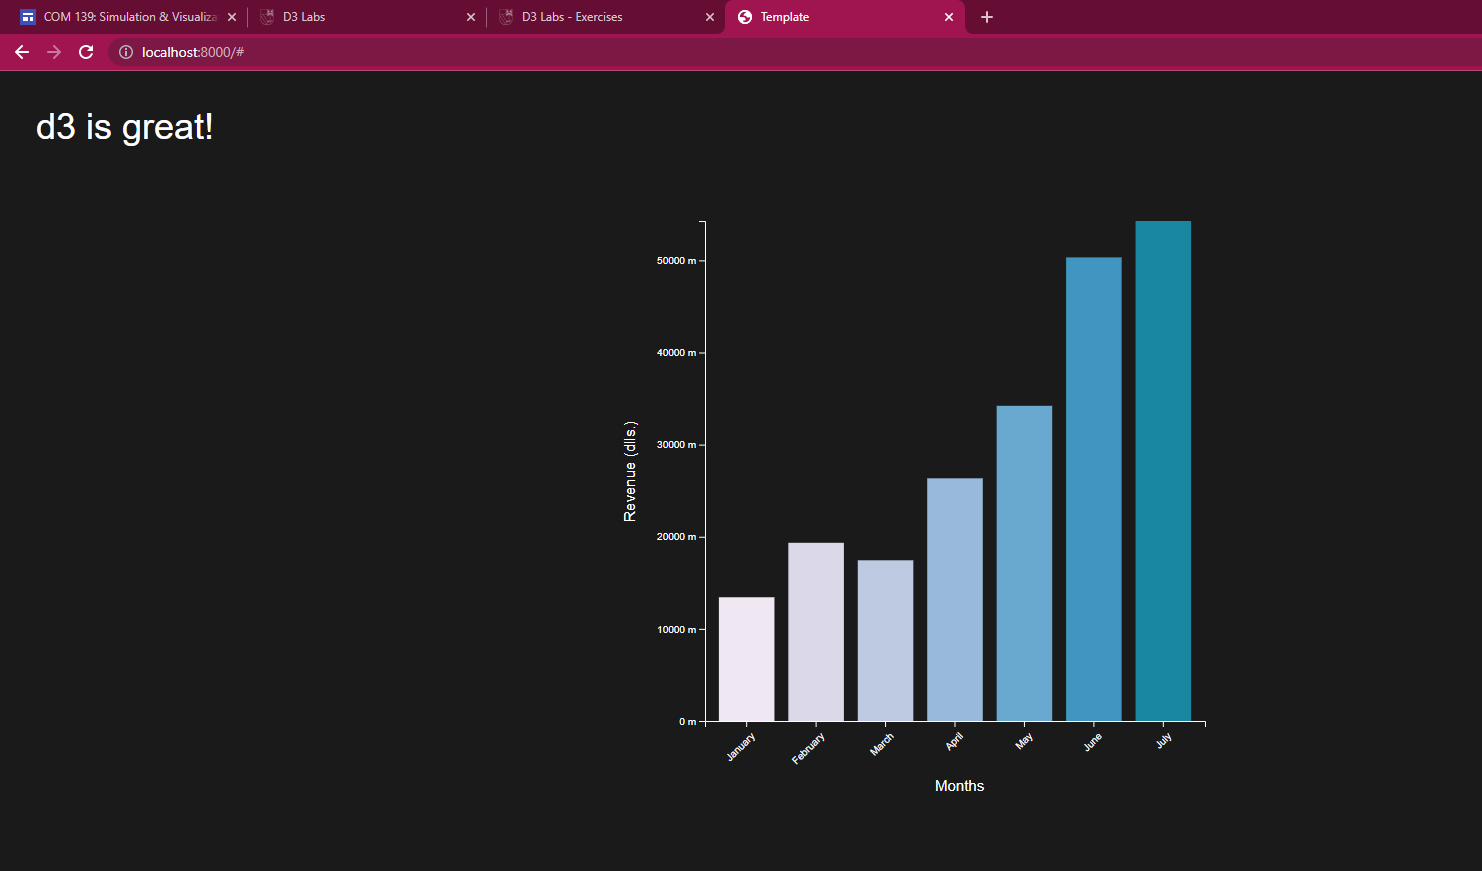 COM 139: Simulation & Visualiza
D3 Labs
D3 Labs - Exercises
Template
localhost:8000/#
d3 is great!
50000 m
40000 m
30000 m
20000 m
10000 m
0 m
Revenue (dlls.)
January
February
March
April
May
June
July
Months